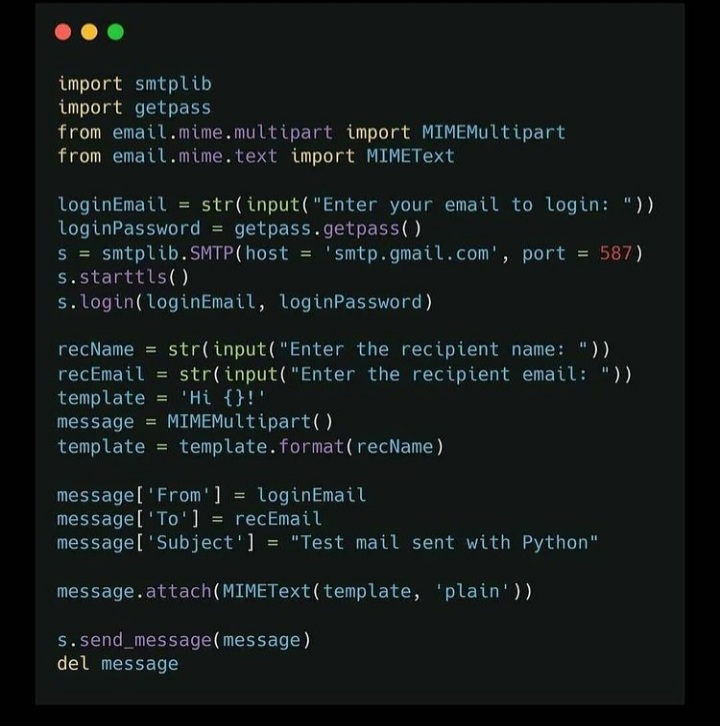 import smtplib
import getpass
from email.mime.multipart import MIMEMultipart
from email.mime.text import MIMEText

loginEmail = str(input("Enter your email to login: "))
loginPassword = getpass.getpass()
s = smtplib.SMTP(host = 'smtp.gmail.com', port = 587)
s.starttls()
s.login(loginEmail, loginPassword)

recName = str(input("Enter the recipient name: "))
recEmail = str(input("Enter the recipient email: "))
template = 'Hi {}!'
message = MIMEMultipart()
template = template.format(recName)

message['From'] = loginEmail
message['To'] = recEmail
message['Subject'] = "Test mail sent with Python"

message.attach(MIMEText(template, 'plain'))

s.send_message(message)
del message